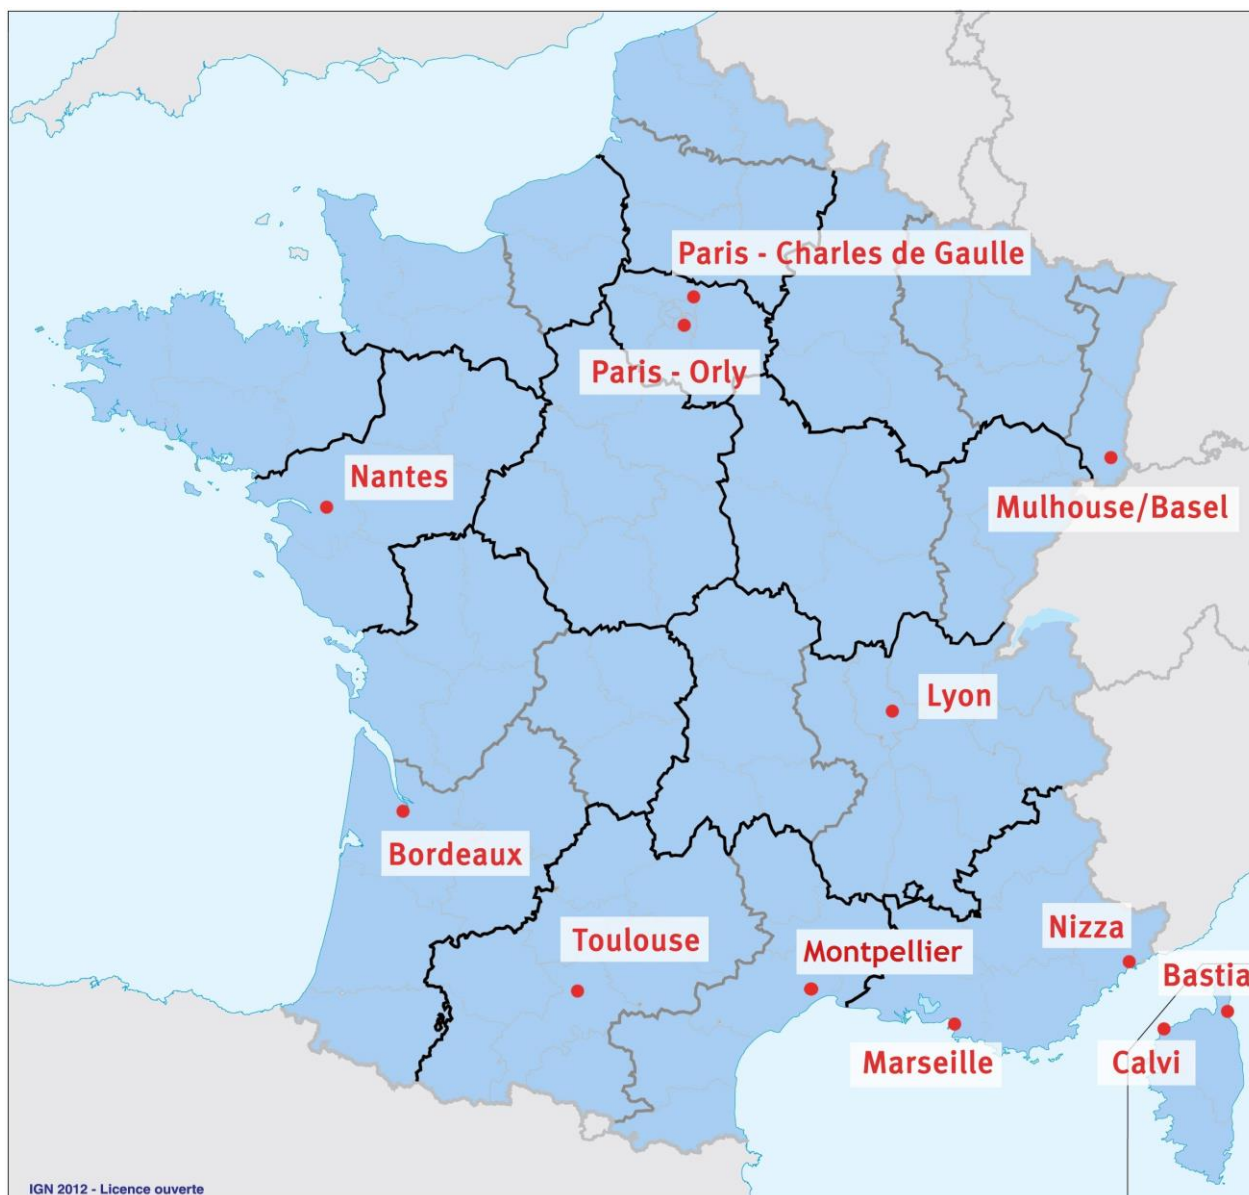 Paris - Charles de Gaulle
Paris - Orly
Nantes
Mulhouse/Basel
Lyon
Bordeaux
Toulouse
Montpellier
Nizza
Bastia
Marseille
Calvi
IGN 2012 - Licence ouverte